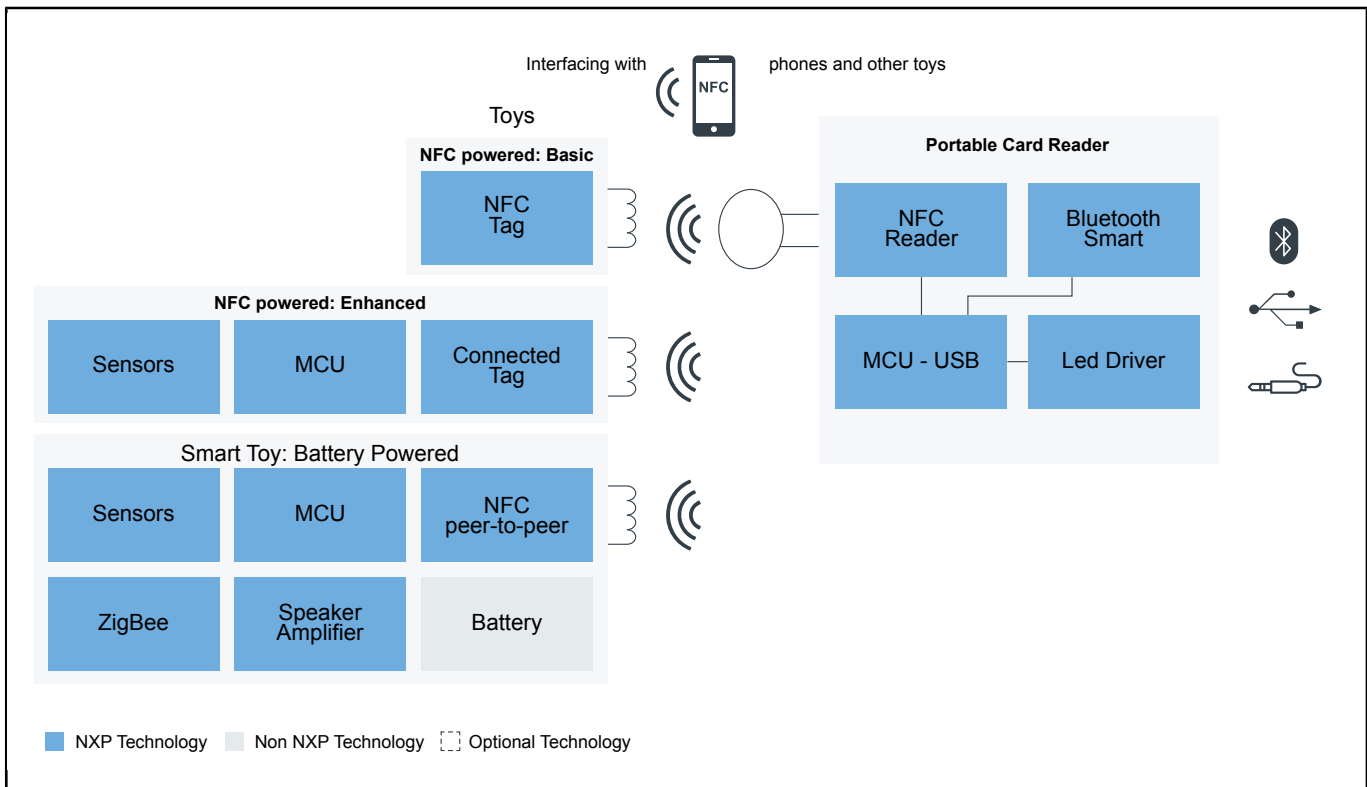 Interfacing with
phones and other toys
NFC
Toys
NFC powered: Basic
NFC
Tag
Portable Card Reader
NFC
Reader
Bluetooth
Smart
MCU - USB
Led Driver
NFC powered: Enhanced
Sensors
MCU
Connected
Tag
Smart Toy: Battery Powered
Sensors
MCU
NFC
peer-to-peer
ZigBee
Speaker
Amplifier
Battery
NXP Technology
Non NXP Technology
Optional Technology